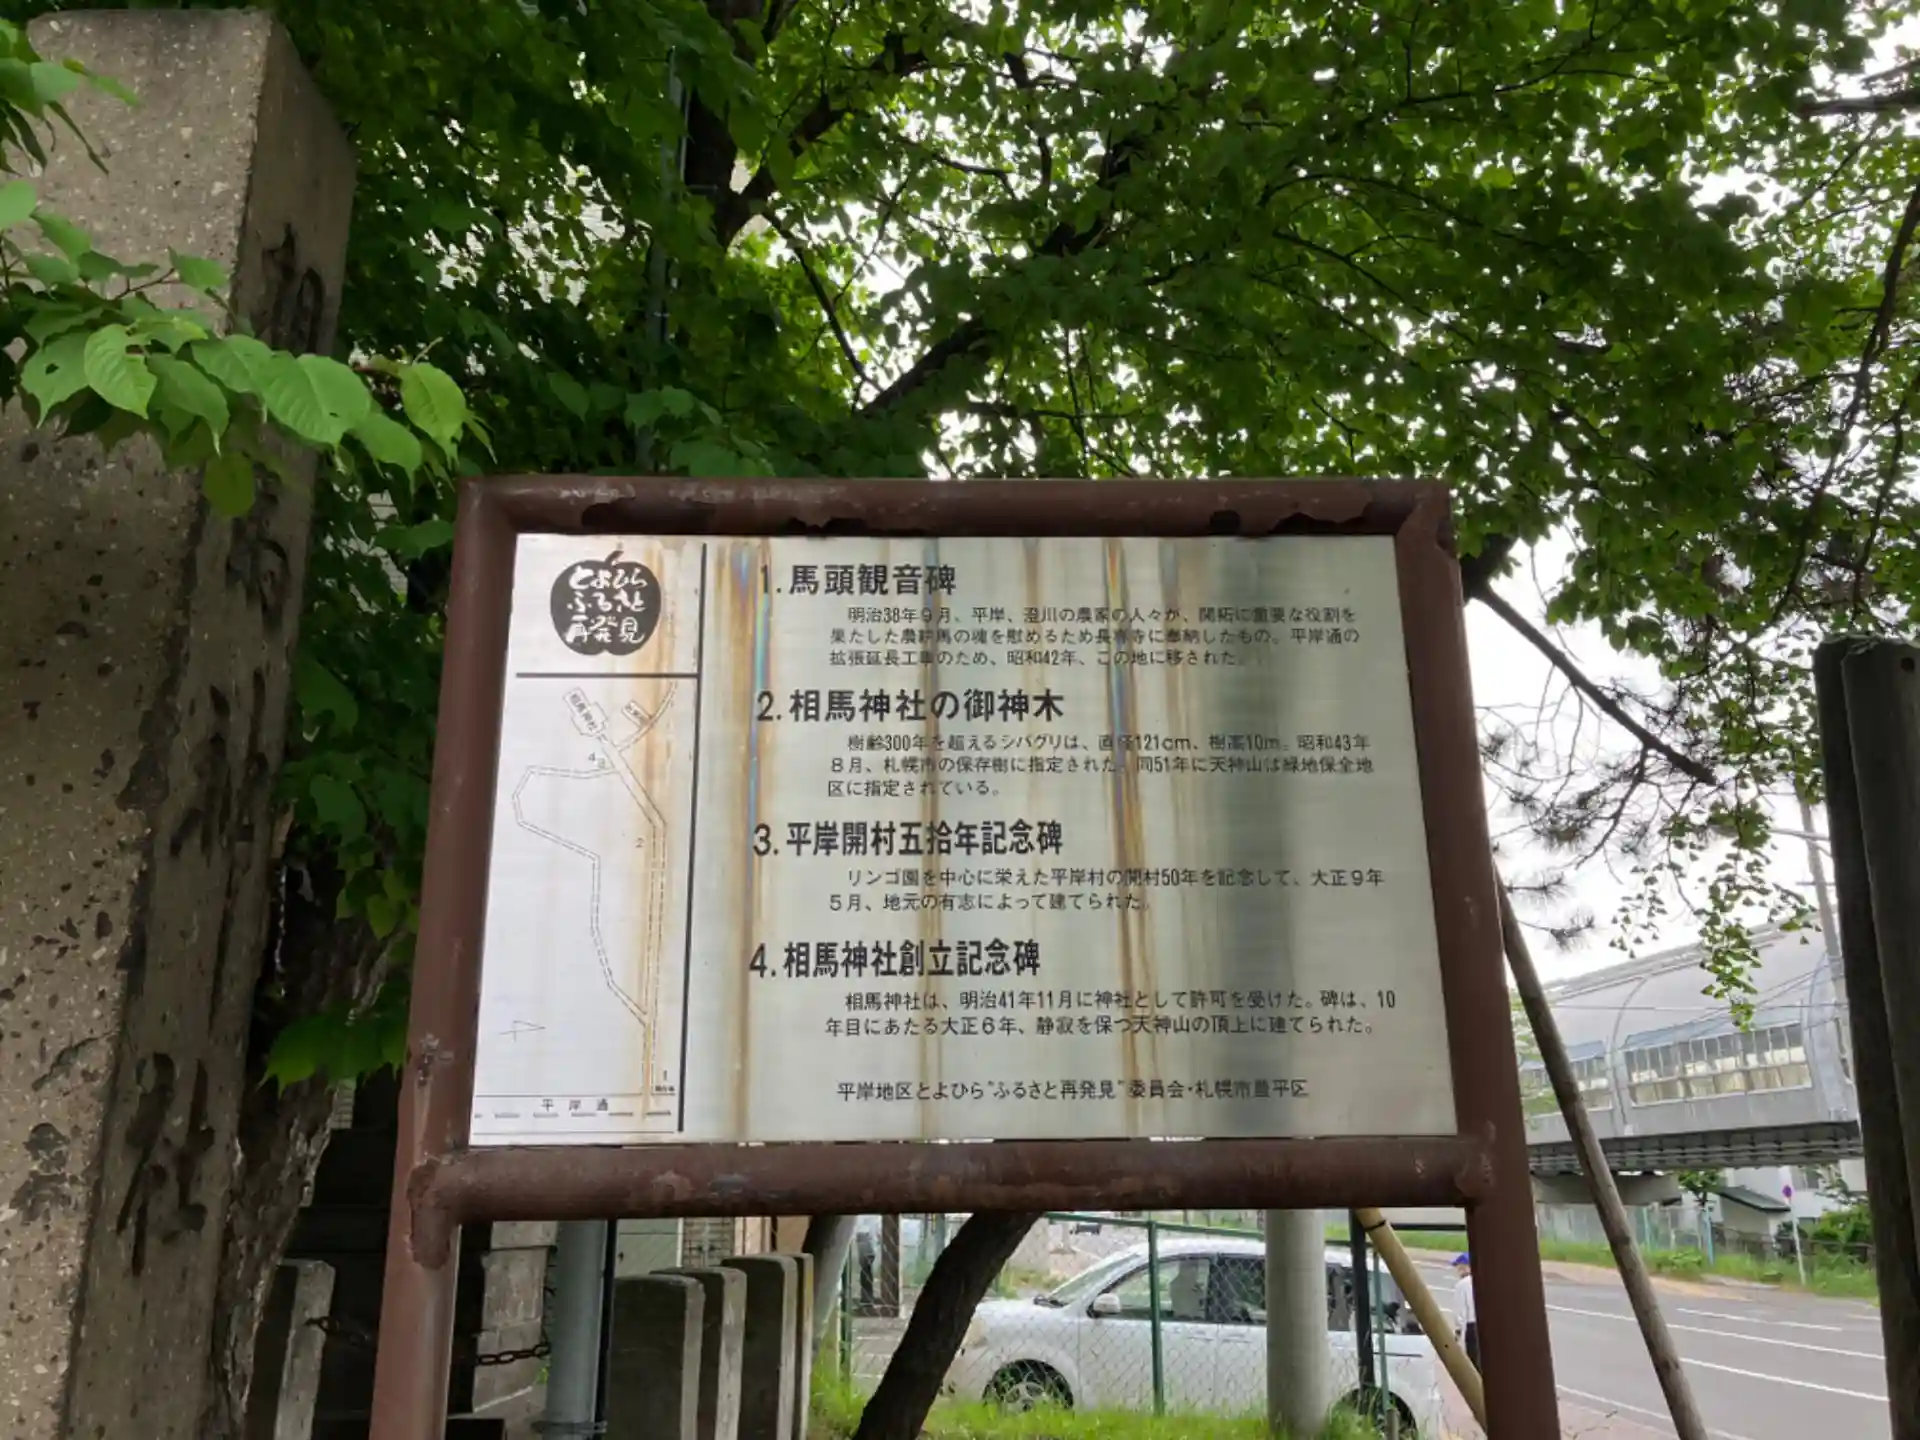 とよひら
ふるさと
再発見
相馬神社
4
3
2
1
平岸通
1.馬頭観音碑
明治38年9月、平岸、澄川の農家の人々が、開拓に重要な役割を
果たした農耕馬の魂を慰めるため長専寺に奉納したもの。平岸通の
拡張延長工事のため、昭和42年、この地に移された。
2.相馬神社の御神木
樹齢300年を超えるシバグリは、直径121cm、樹高10m。昭和43年
8月、札幌市の保存樹に指定された。同51年に天神山は緑地保全地
区に指定されている。
3.平岸開村五拾年記念碑
リンゴ園を中心に栄えた平岸村の開村50年を記念して、大正9年
5月、地元の有志によって建てられた。
4.相馬神社創立記念碑
相馬神社は、明治41年11月に神社として許可を受けた。碑は、10
年目にあたる大正6年、静寂を保つ天神山の頂上に建てられた。
平岸地区とよひら"ふるさと再発見"委員会・札幌市豊平区